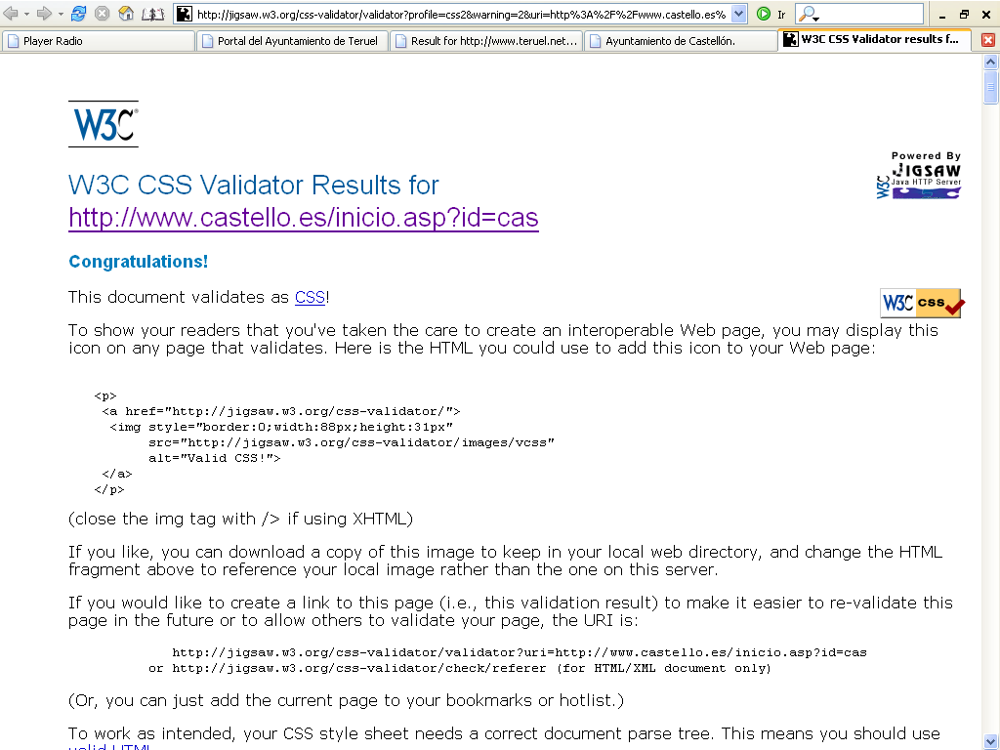 http://jigsaw.w3.org/css-validator/validator?profile=css2&warning=2&uri=http%3A%2F%2Fwww.castello.es%
Ir
Player Radio
Portal del Ayuntamiento de Teruel
Result for http://www.teruel.net...
Ayuntamiento de Castellón.
W3C CSS Validator results f...
W3C®
Powered By
JIGSAW
Java HTTP Server
W3C
W3C CSS Validator Results for
http://www.castello.es/inicio.asp?id=cas
Congratulations!
This document validates as CSS!
W3C css
To show your readers that you've taken the care to create an interoperable Web page, you may display this
icon on any page that validates. Here is the HTML you could use to add this icon to your Web page:
<p>
<a href="http://jigsaw.w3.org/css-validator/">
<img style="border:0;width:88px;height:31px"
src="http://jigsaw.w3.org/css-validator/images/vcss"
alt="Valid CSS!">
</a>
</p>
(close the img tag with /> if using XHTML)
If you like, you can download a copy of this image to keep in your local web directory, and change the HTML
fragment above to reference your local image rather than the one on this server.
If you would like to create a link to this page (i.e., this validation result) to make it easier to re-validate this
page in the future or to allow others to validate your page, the URI is:
http://jigsaw.w3.org/css-validator/validator?uri=http://www.castello.es/inicio.asp?id=cas
or http://jigsaw.w3.org/css-validator/check/referer (for HTML/XML document only)
(Or, you can just add the current page to your bookmarks or hotlist.)
To work as intended, your CSS style sheet needs a correct document parse tree. This means you should use
valid HTML